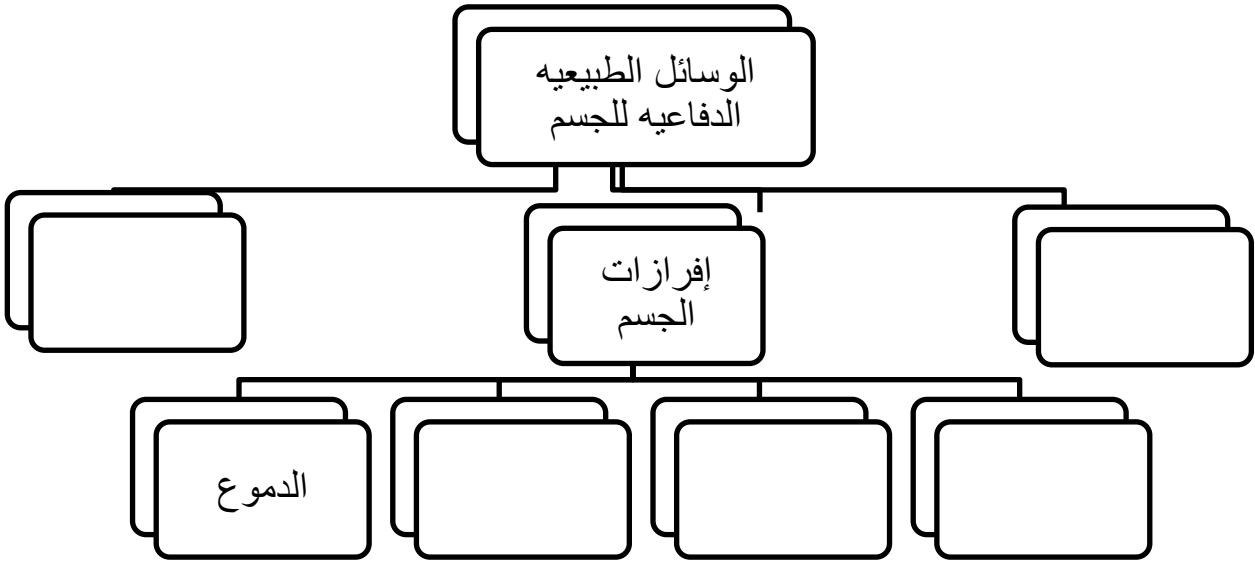 الوسائل الطبيعيه
الدفاعيه للجسم
إفرازات
الجسم
الدموع